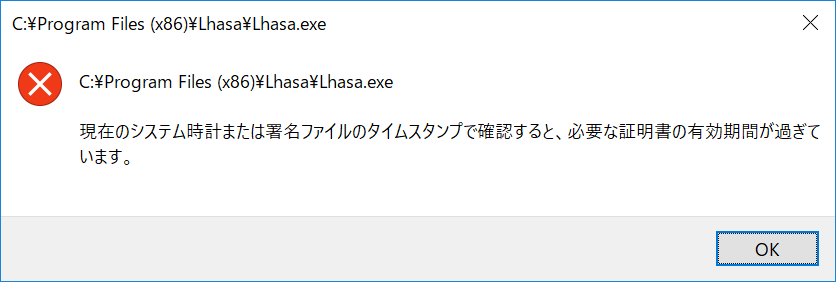 C:¥Program Files (x86)¥Lhasa¥Lhasa.exe
C:¥Program Files (x86)¥Lhasa¥Lhasa.exe
現在のシステム時計または署名ファイルのタイムスタンプで確認すると、必要な証明書の有効期間が過ぎて
います。
OK